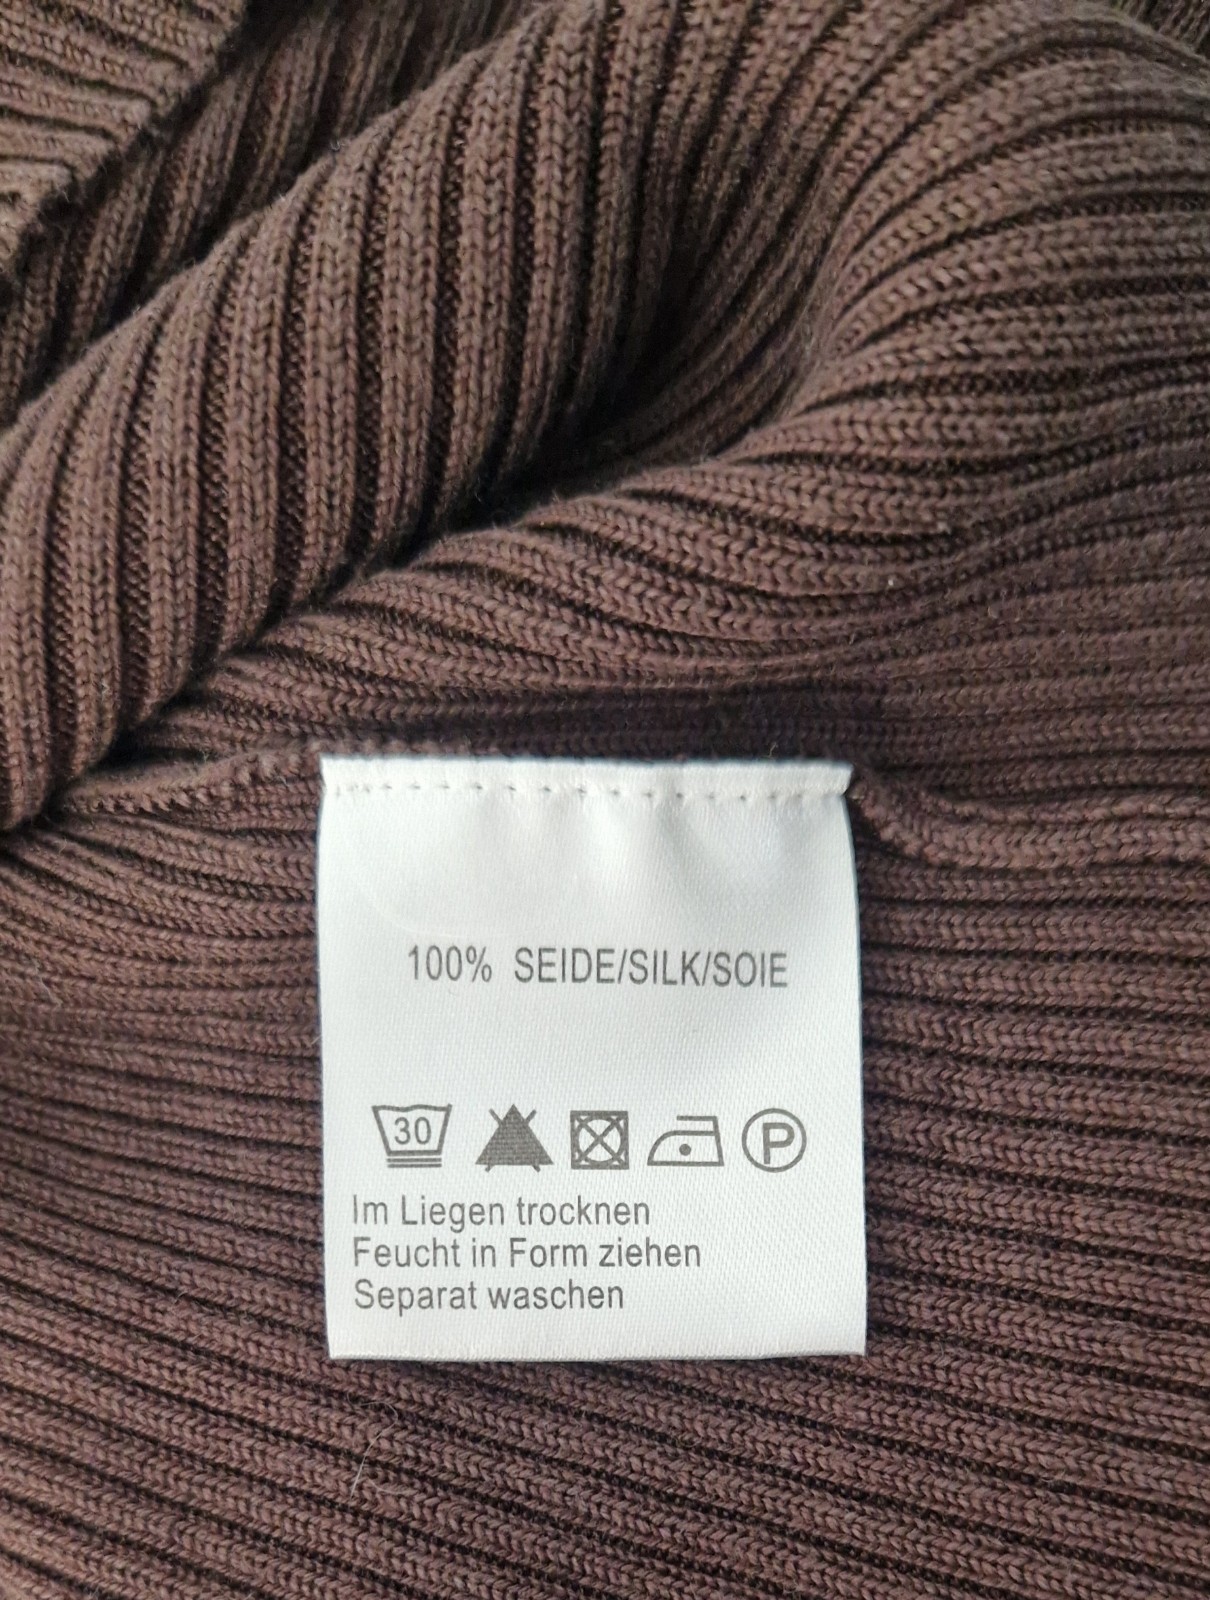 100% SEIDE/SILK/SOIE
30 P
Im Liegen trocknen
Feucht in Form ziehen
Separat waschen